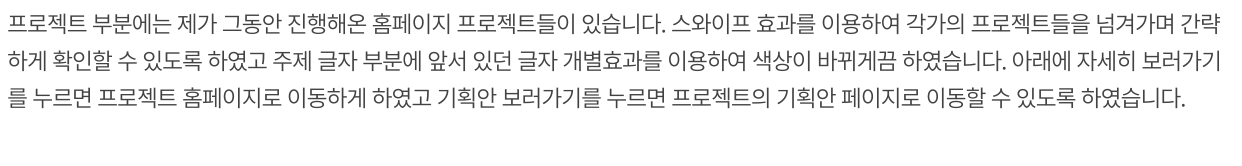 프로젝트 부분에는 제가 그동안 진행해온 홈페이지 프로젝트들이 있습니다. 스와이프 효과를 이용하여 각가의 프로젝트들을 넘겨가며 간략
하게 확인할 수 있도록 하였고 주제 글자 부분에 앞서 있던 글자 개별효과를 이용하여 색상이 바뀌게끔 하였습니다. 아래에 자세히 보러가기
를 누르면 프로젝트 홈페이지로 이동하게 하였고 기획안 보러가기를 누르면 프로젝트의 기획안 페이지로 이동할 수 있도록 하였습니다.